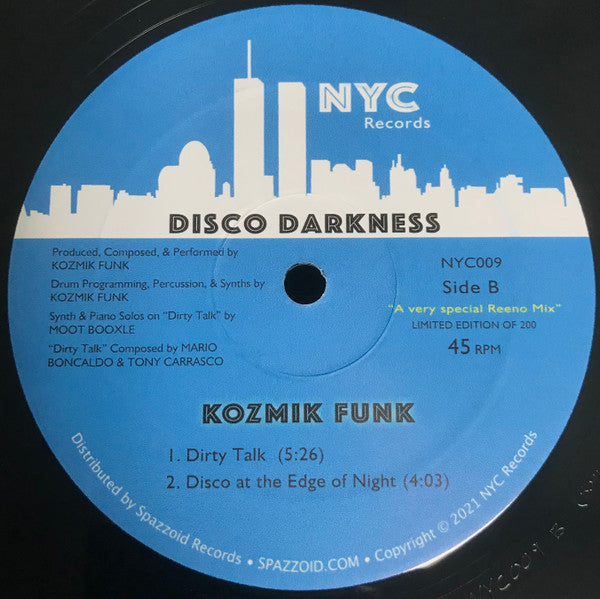 NYC
Records
DISCO DARKNESS
Produced, Composed, & Performed by
KOZMIK FUNK
Drum Programming, Percussion, & Synths by
KOZMIK FUNK
Synth & Piano Solos on "Dirty Talk" by
MOOT BOOXLE
"Dirty Talk" Composed by MARIO
BONCALDO & TONY CARRASCO
NYC009
Side B
"A very special Reeno Mix"
LIMITED EDITION OF 200
45 RPM
KOZMIK FUNK
1. Dirty Talk (5:26)
2. Disco at the Edge of Night (4:03)
Distributed by Spazzoid Records • SPAZZOID.COM • Copyright © 2021 NYC Records
NYC009 B